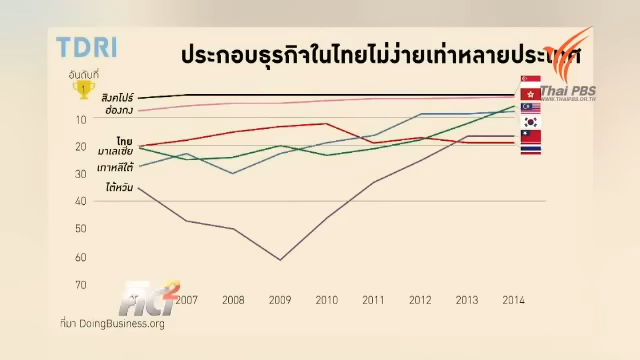 TDRI
ประกอบธุรกิจในไทยไม่ง่ายเท่าหลายประเทศ
Thai PBS
WWW.THAIPBS.OR.TH
อันดับที่
1
สิงคโปร์
ฮ่องกง
10
ไทย
20
มาเลเซีย
เกาหลีใต้
30
ไต้หวัน
40
50
60
70
คิด2
2007
2008
2009
2010
2011
2012
2013
2014
ที่มา DoingBusiness.org